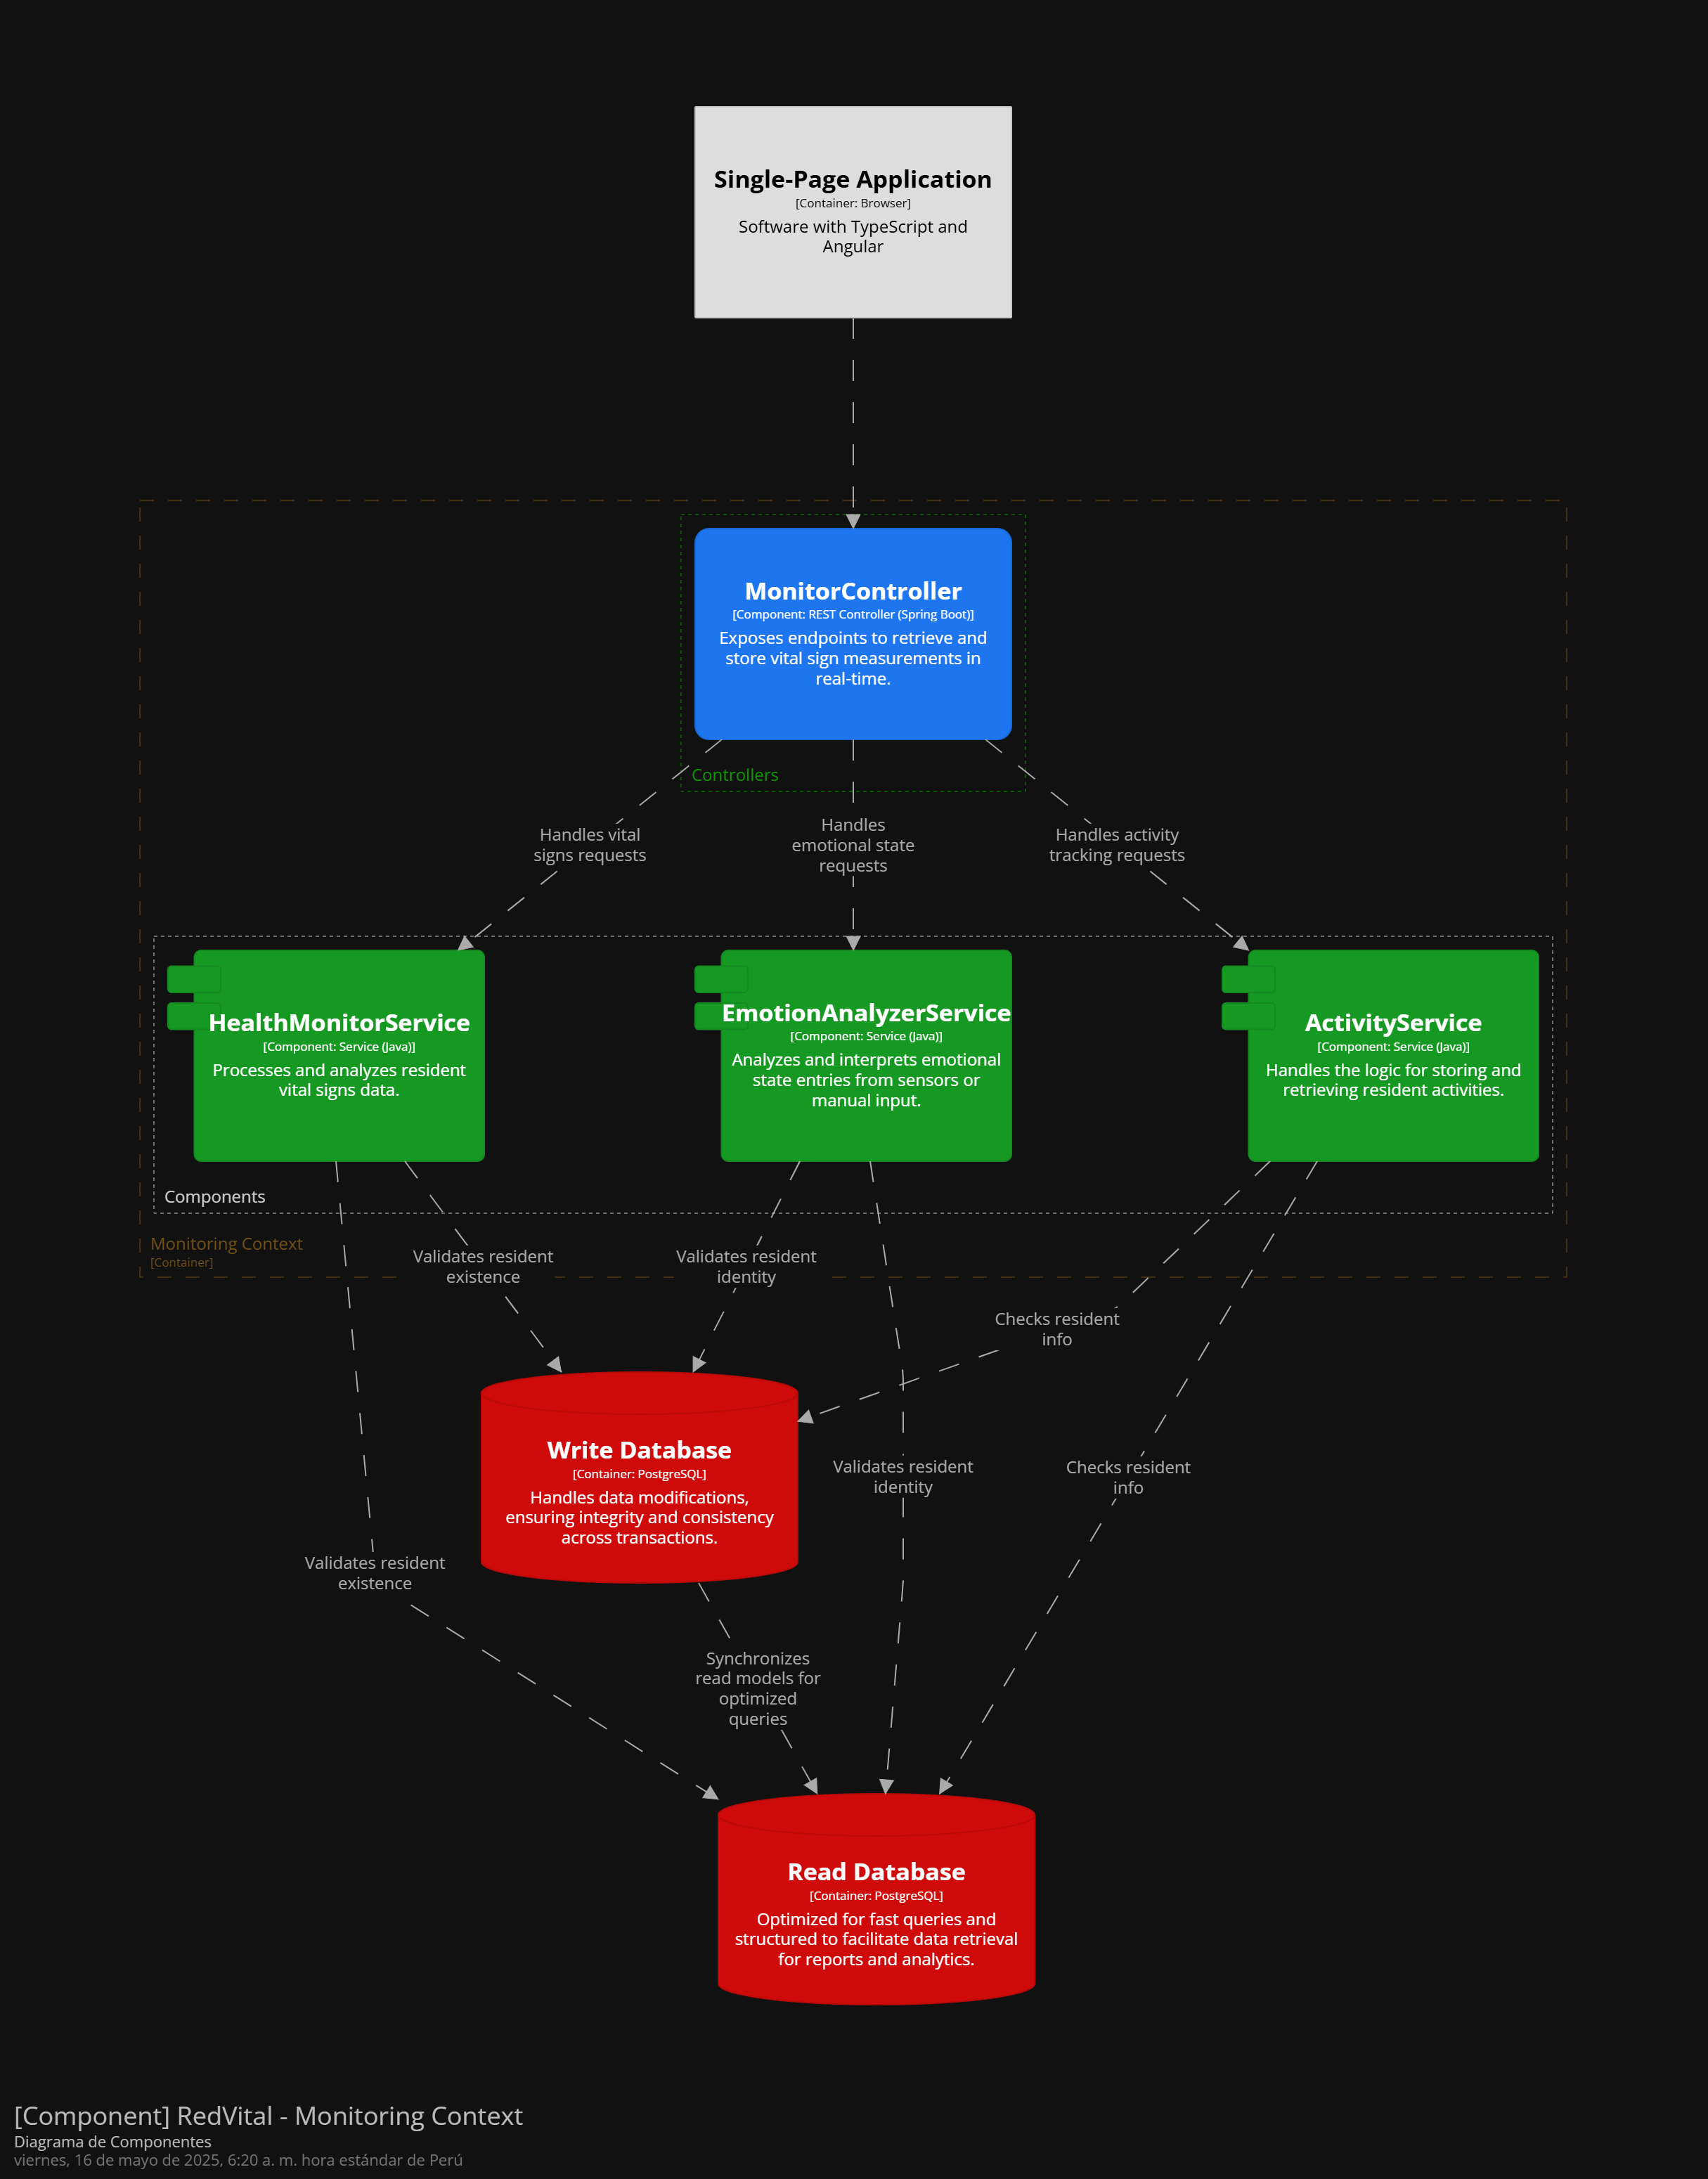 Single-Page Application
[Container: Browser]
Software with TypeScript and
Angular
MonitorController
[Component: REST Controller (Spring Boot)]
Exposes endpoints to retrieve and
store vital sign measurements in
real-time.
Controllers
Handles vital
signs requests
Handles
emotional state
requests
Handles activity
tracking requests
HealthMonitorService
[Component: Service (Java)]
Processes and analyzes resident
vital signs data.
EmotionAnalyzerService
[Component: Service (Java)]
Analyzes and interprets emotional
state entries from sensors or
manual input.
ActivityService
[Component: Service (Java)]
Handles the logic for storing and
retrieving resident activities.
Components
Monitoring Context
[Container]
Validates resident
existence
Validates resident
identity
Checks resident
info
Write Database
[Container: PostgreSQL]
Handles data modifications,
ensuring integrity and consistency
across transactions.
Validates resident
identity
Checks resident
info
Validates resident
existence
Synchronizes
read models for
optimized
queries
Read Database
[Container: PostgreSQL]
Optimized for fast queries and
structured to facilitate data retrieval
for reports and analytics.
[Component] RedVital - Monitoring Context
Diagrama de Componentes
viernes, 16 de mayo de 2025, 6:20 a. m. hora estándar de Perú